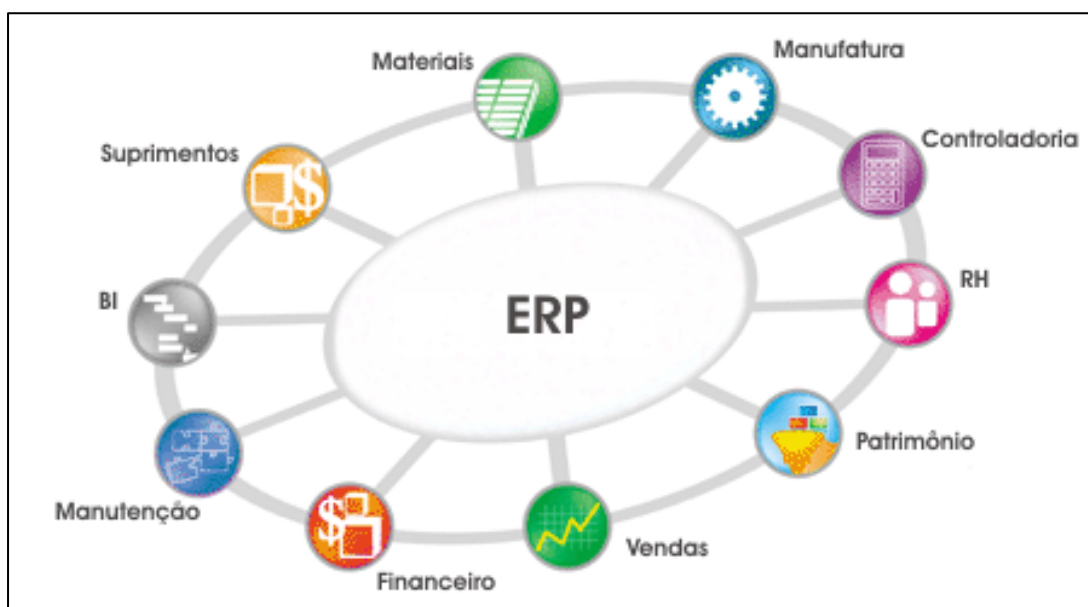 Materiais
Manufatura
Suprimentos
Controladoria
BI
RH
ERP
Manutenção
Patrimônio
Financeiro
Vendas